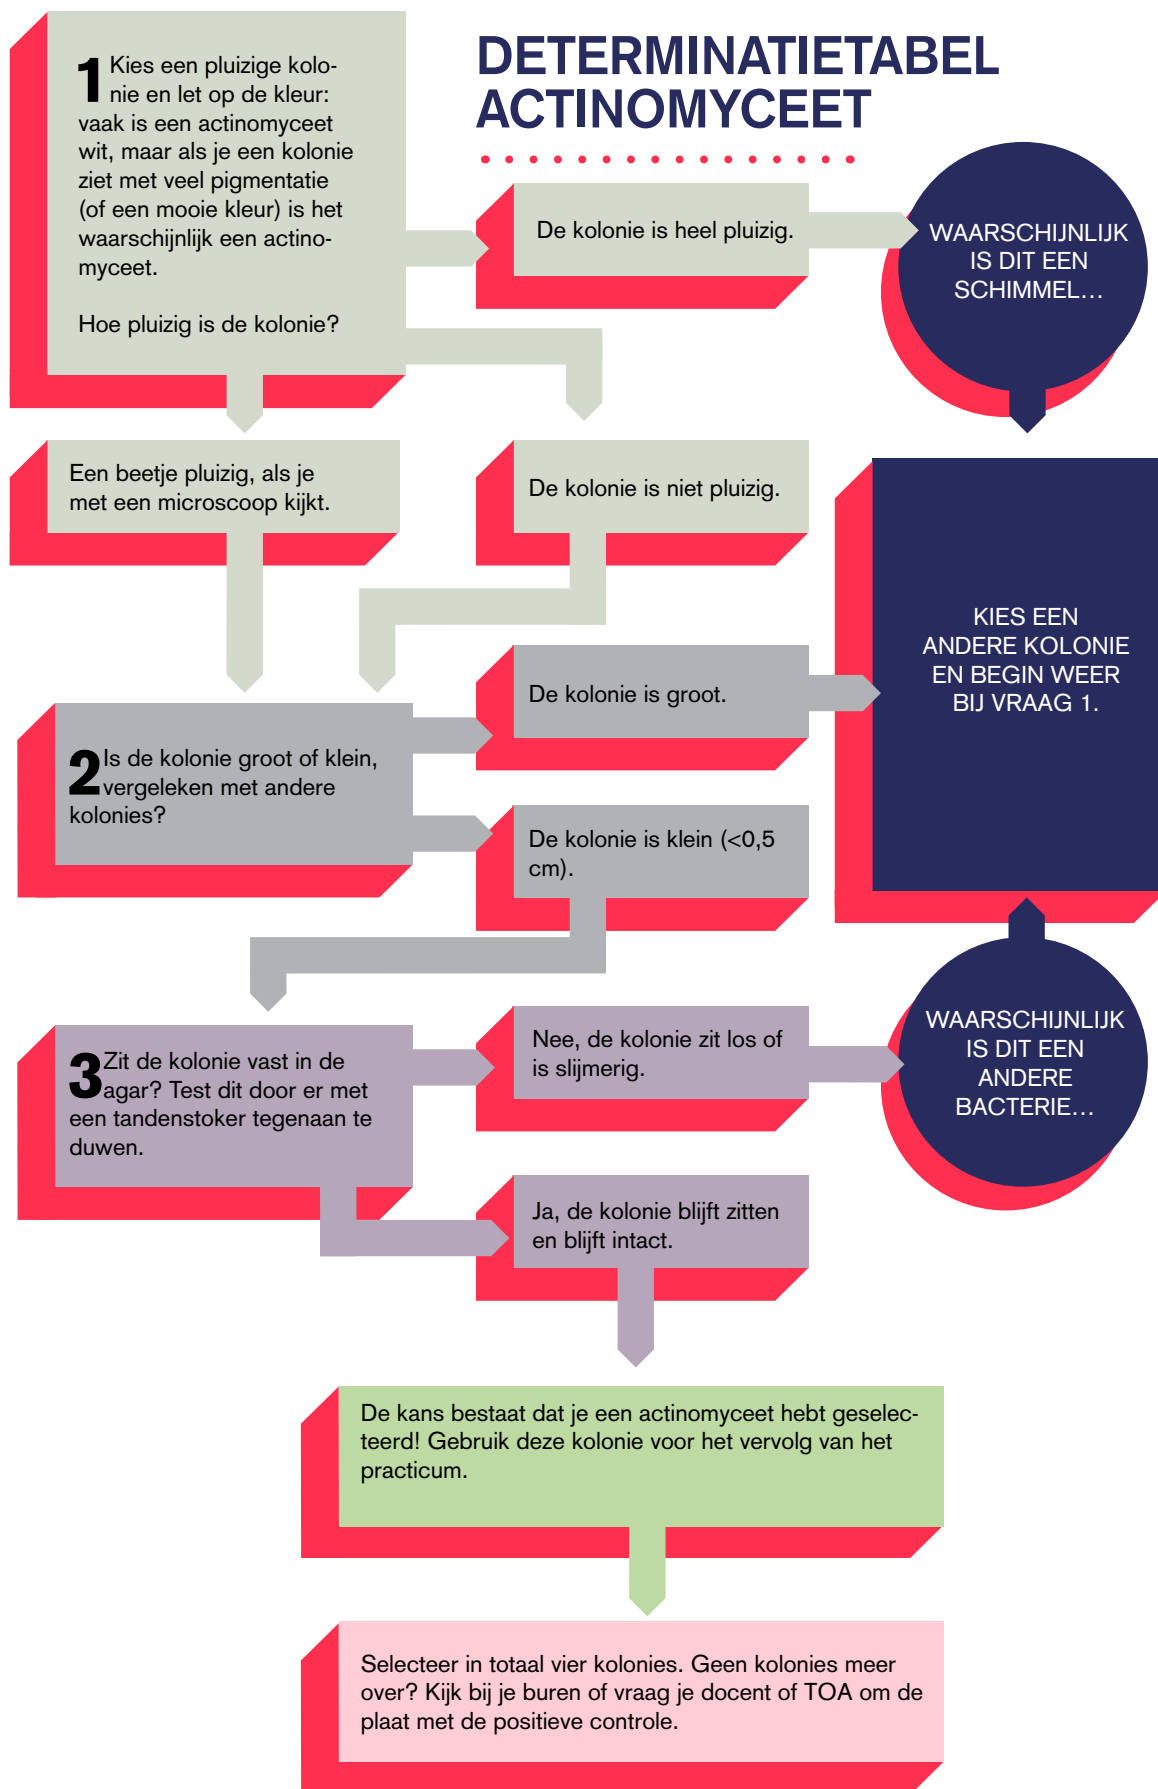 DETERMINATIETABEL
ACTINOMYCEET
1 Kies een pluizige kolo-
nie en let op de kleur:
vaak is een actinomyceet
wit, maar als je een kolonie
ziet met veel pigmentatie
(of een mooie kleur) is het
waarschijnlijk een actino-
myceet.
Hoe pluizig is de kolonie?
De kolonie is heel pluizig.
WAARSCHIJNLIJK
IS DIT EEN
SCHIMMEL...
Een beetje pluizig, als je
met een microscoop kijkt.
De kolonie is niet pluizig.
KIES EEN
ANDERE KOLONIE
EN BEGIN WEER
BIJ VRAAG 1.
2 Is de kolonie groot of klein,
vergeleken met andere
kolonies?
De kolonie is groot.
De kolonie is klein (<0,5
cm).
3 Zit de kolonie vast in de
agar? Test dit door er met
een tandenstoker tegenaan te
duwen.
Nee, de kolonie zit los of
is slijmerig.
WAARSCHIJNLIJK
IS DIT EEN
ANDERE
BACTERIE...
Ja, de kolonie blijft zitten
en blijft intact.
De kans bestaat dat je een actinomyceet hebt geselec-
teerd! Gebruik deze kolonie voor het vervolg van het
practicum.
Selecteer in totaal vier kolonies. Geen kolonies meer
over? Kijk bij je buren of vraag je docent of TOA om de
plaat met de positieve controle.